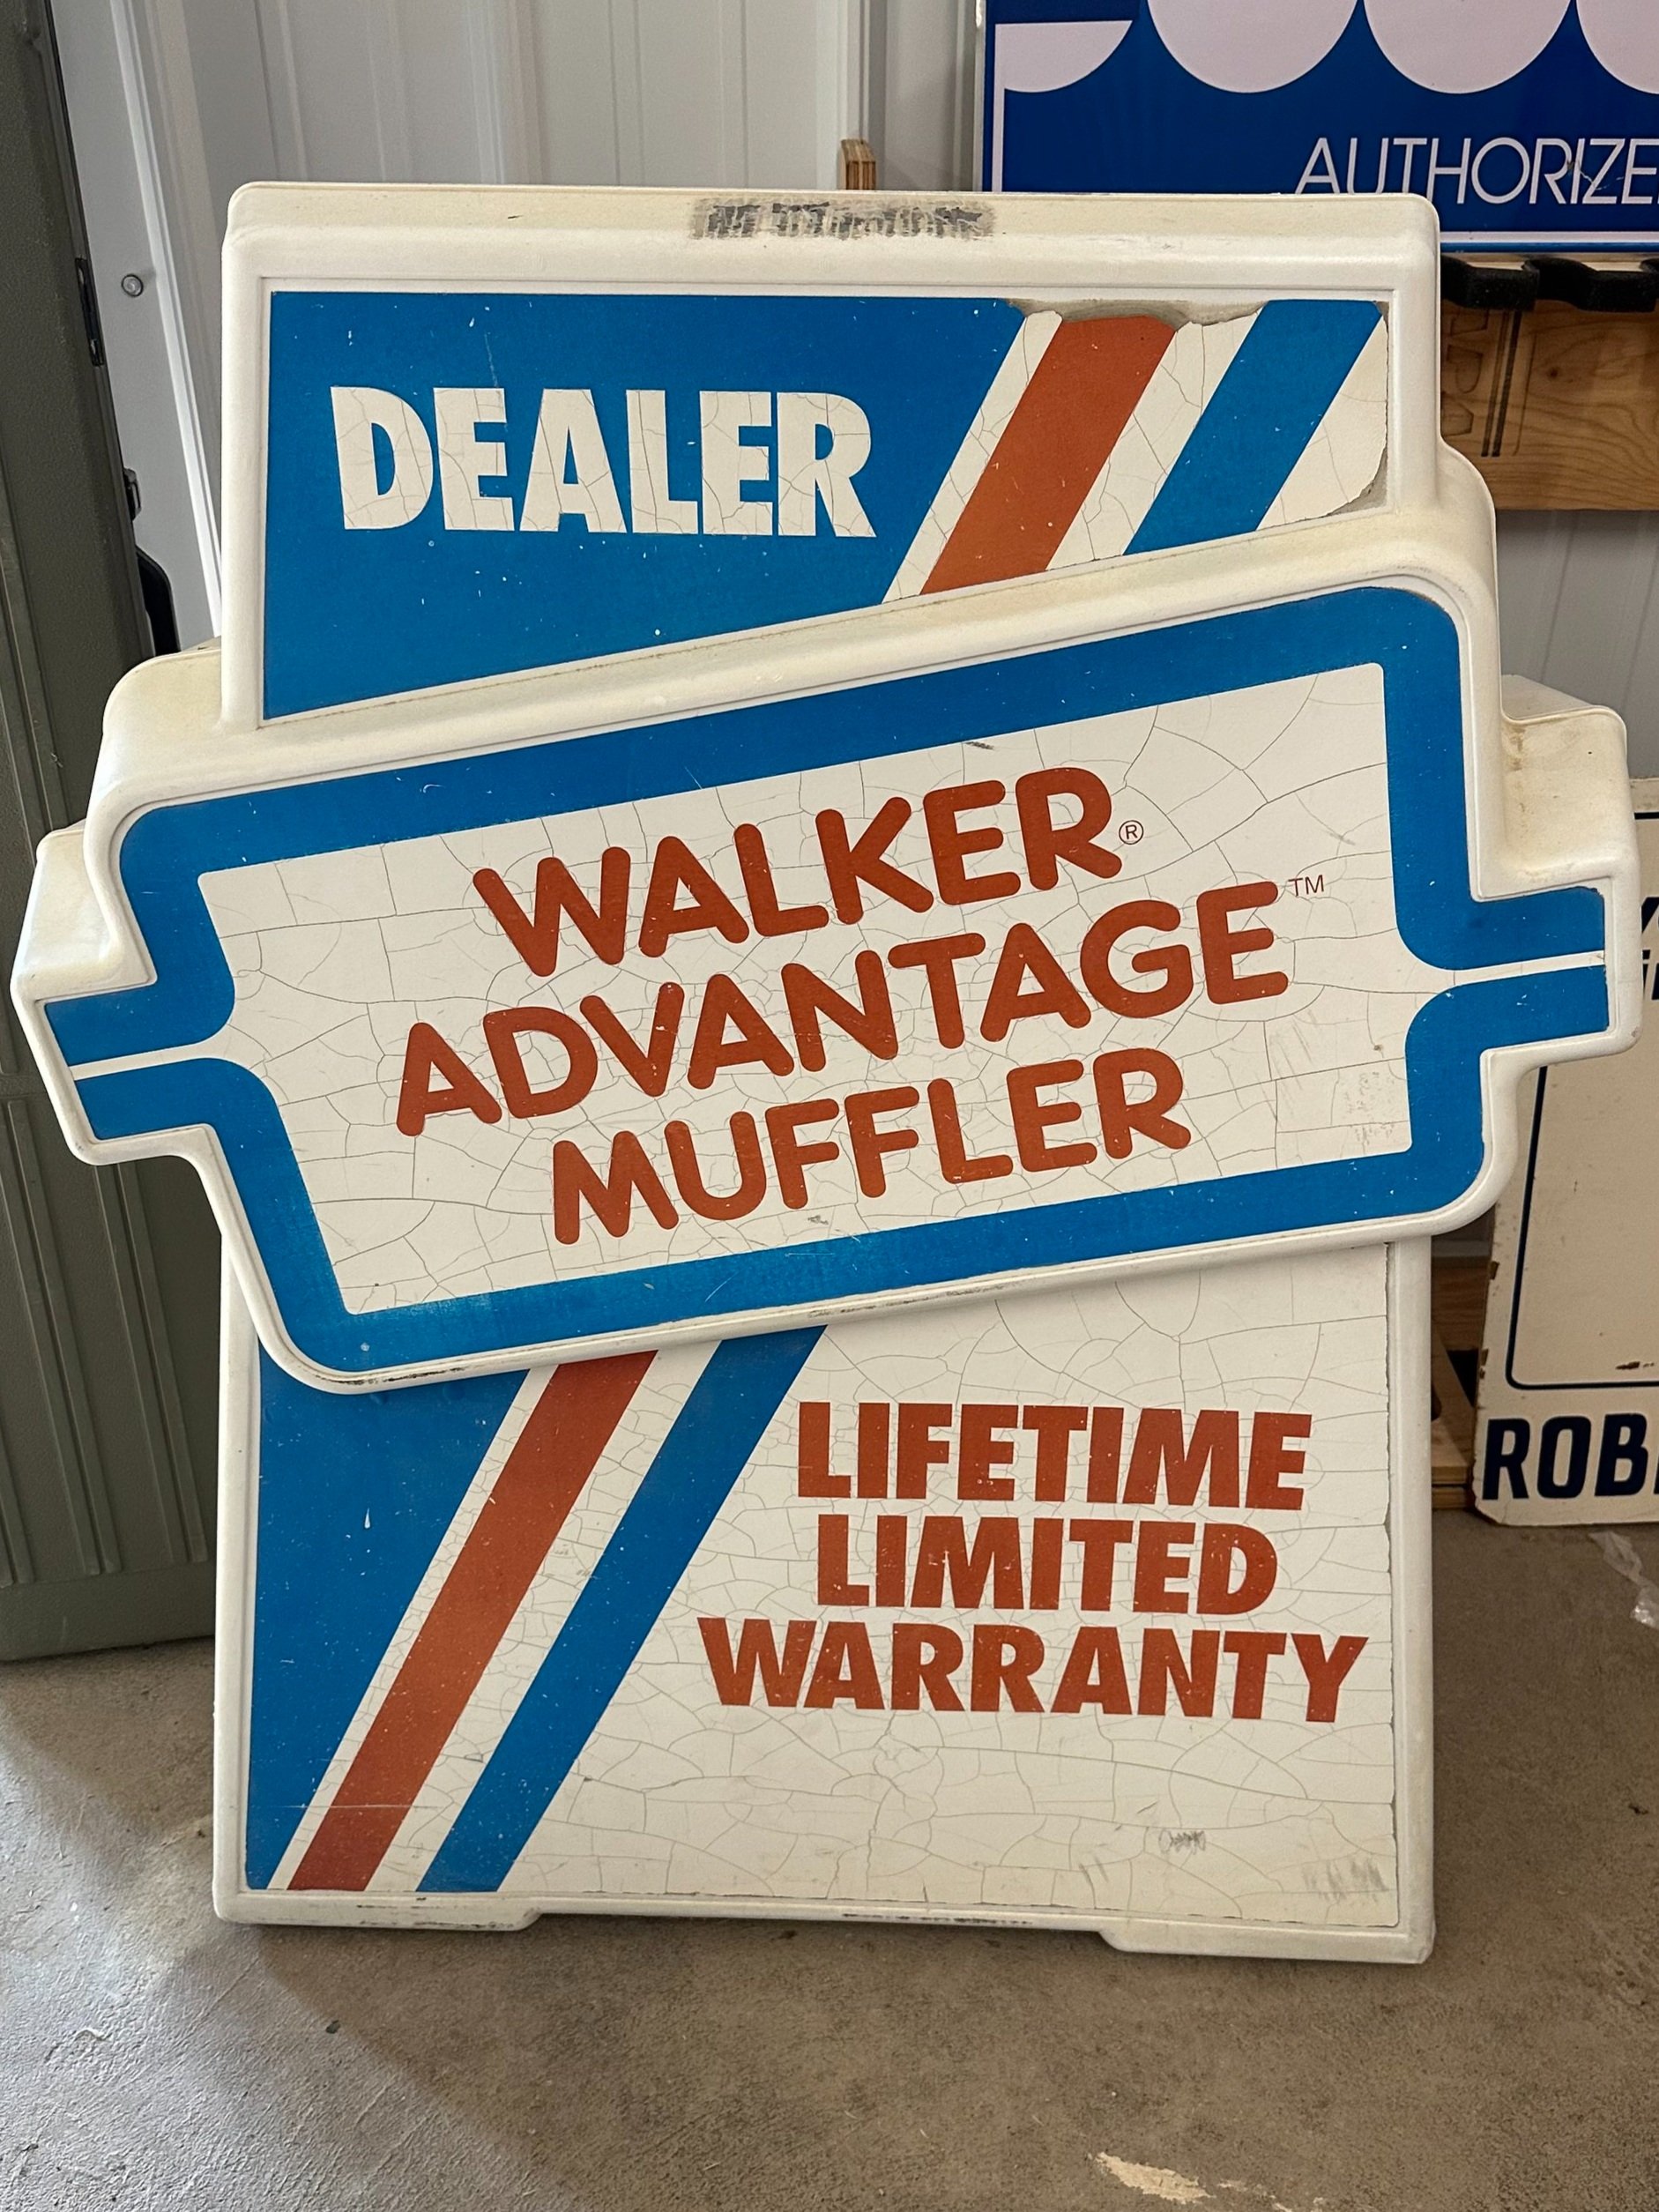 AUTHORIZE
DEALER
WALKER®
ADVANTAGE™
MUFFLER
LIFETIME
LIMITED
WARRANTY
ROB